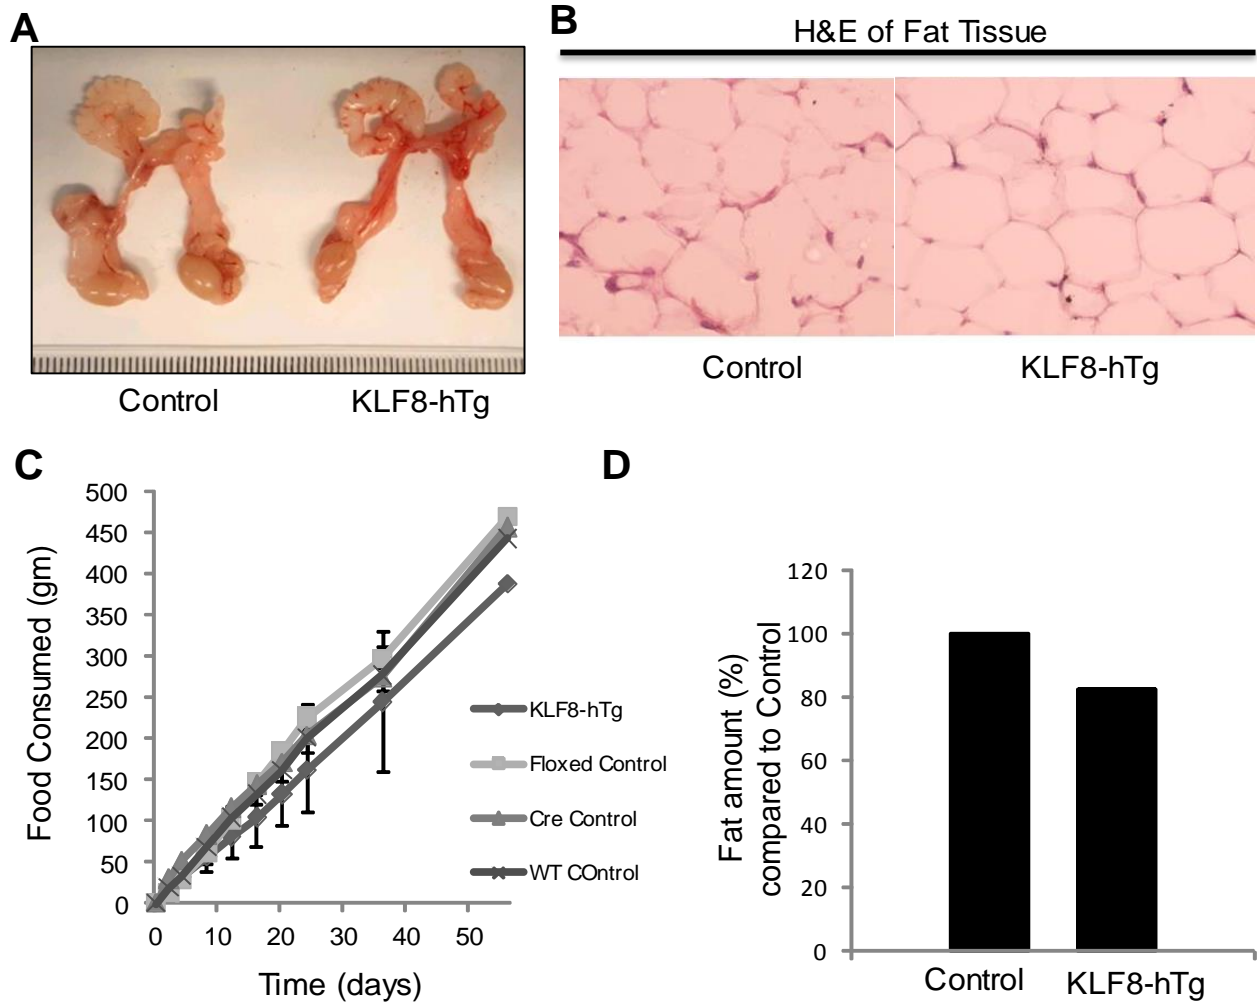 A
Control
KLF8-hTg
B
H&E of Fat Tissue
Control
KLF8-hTg
C
Food Consumed (gm)
500
450
400
350
300
250
200
150
100
50
0
0 10 20 30 40 50
Time (days)
KLF8-hTg
Floxed Control
Cre Control
WT COntrol
D
Fat amount (%)
compared to Control
120
100
80
60
40
20
0
Control
KLF8-hTg